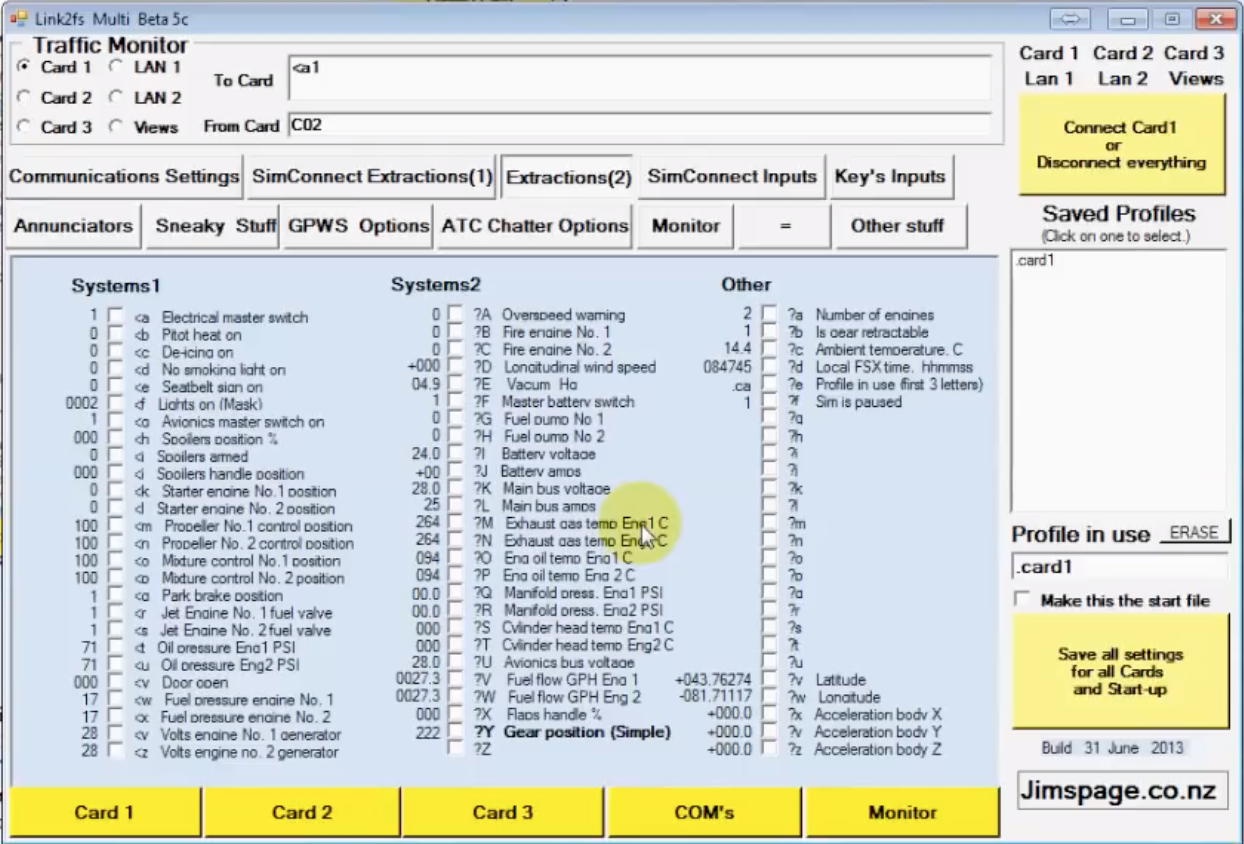 Link2fs Multi Beta 5c
Traffic Monitor
Card 1 LAN 1
Card 2 LAN 2
Card 3 Views
To Card <a1
From Card C02
Card 1 Card 2 Card 3
Lan 1 Lan 2 Views
Connect Card1
or
Disconnect everything
Communications Settings SimConnect Extractions(1) Extractions(2) SimConnect Inputs Key's Inputs
Annunciators Sneaky Stuff GPWS Options ATC Chatter Options Monitor = Other stuff
Systems1
1 <a Electrical master switch
0 <b Pitot heat on
0 <c De-icing on
0 <d No smoking light on
0 <e Seatbelt sign on
0002 <f Lights on (Mask)
1 <g Avionics master switch on
000 <h Spoilers position %
0 <i Spoilers armed
000 <j Spoilers handle position
0 <k Starter engine No.1 position
0 <l Starter engine No. 2 position
100 <m Propeller No.1 control position
100 <n Propeller No. 2 control position
100 <o Mixture control No.1 position
100 <p Mixture control No. 2 position
1 <q Park brake position
1 <r Jet Engine No. 1 fuel valve
1 <s Jet Engine No. 2 fuel valve
71 <t Oil pressure Eng1 PSI
71 <u Oil pressure Eng2 PSI
000 <v Door open
17 <w Fuel pressure engine No. 1
17 <x Fuel pressure engine No. 2
28 <y Volts engine No. 1 generator
28 <z Volts engine no. 2 generator
Systems2
0 ?A Overspeed warning
0 ?B Fire engine No. 1
0 ?C Fire engine No. 2
+000 ?D Longitudinal wind speed
04.9 ?E Vacum Hg
1 ?F Master battery switch
0 ?G Fuel pump No 1
0 ?H Fuel pump No 2
24.0 ?I Battery voltage
+00 ?J Battery amps
28.0 ?K Main bus voltage
25 ?L Main bus amps
264 ?M Exhaust gas temp Eng1 C
264 ?N Exhaust gas temp Eng2 C
094 ?O Eng oil temp Eng1 C
094 ?P Eng oil temp Eng 2 C
00.0 ?Q Manifold press. Eng1 PSI
00.0 ?R Manifold press. Eng2 PSI
000 ?S Cylinder head temp Eng1 C
000 ?T Cylinder head temp Eng2 C
28.0 ?U Avionics bus voltage
0027.3 ?V Fuel flow GPH Eng 1
0027.3 ?W Fuel flow GPH Eng 2
000 ?X Flaps handle %
222 ?Y Gear position (Simple)
?Z
Other
2 ?a Number of engines
1 ?b Is gear retractable
14.4 ?c Ambient temperature. C
084745 ?d Local FSX time. hhmmss
.ca ?e Profile in use (first 3 letters)
1 ?f Sim is paused
?g
?h
?i
?j
?k
?l
?m
?n
?o
?p
?q
?r
?s
?t
?u
+043.76274 ?v Latitude
-081.71117 ?w Longitude
+000.0 ?x Acceleration body X
+000.0 ?y Acceleration body Y
+000.0 ?z Acceleration body Z
Saved Profiles
(Click on one to select.)
.card1
Profile in use ERASE
.card1
Make this the start file
Save all settings
for all Cards
and Start-up
Build 31 June 2013
Jimspage.co.nz
Card 1 Card 2 Card 3 COM's Monitor